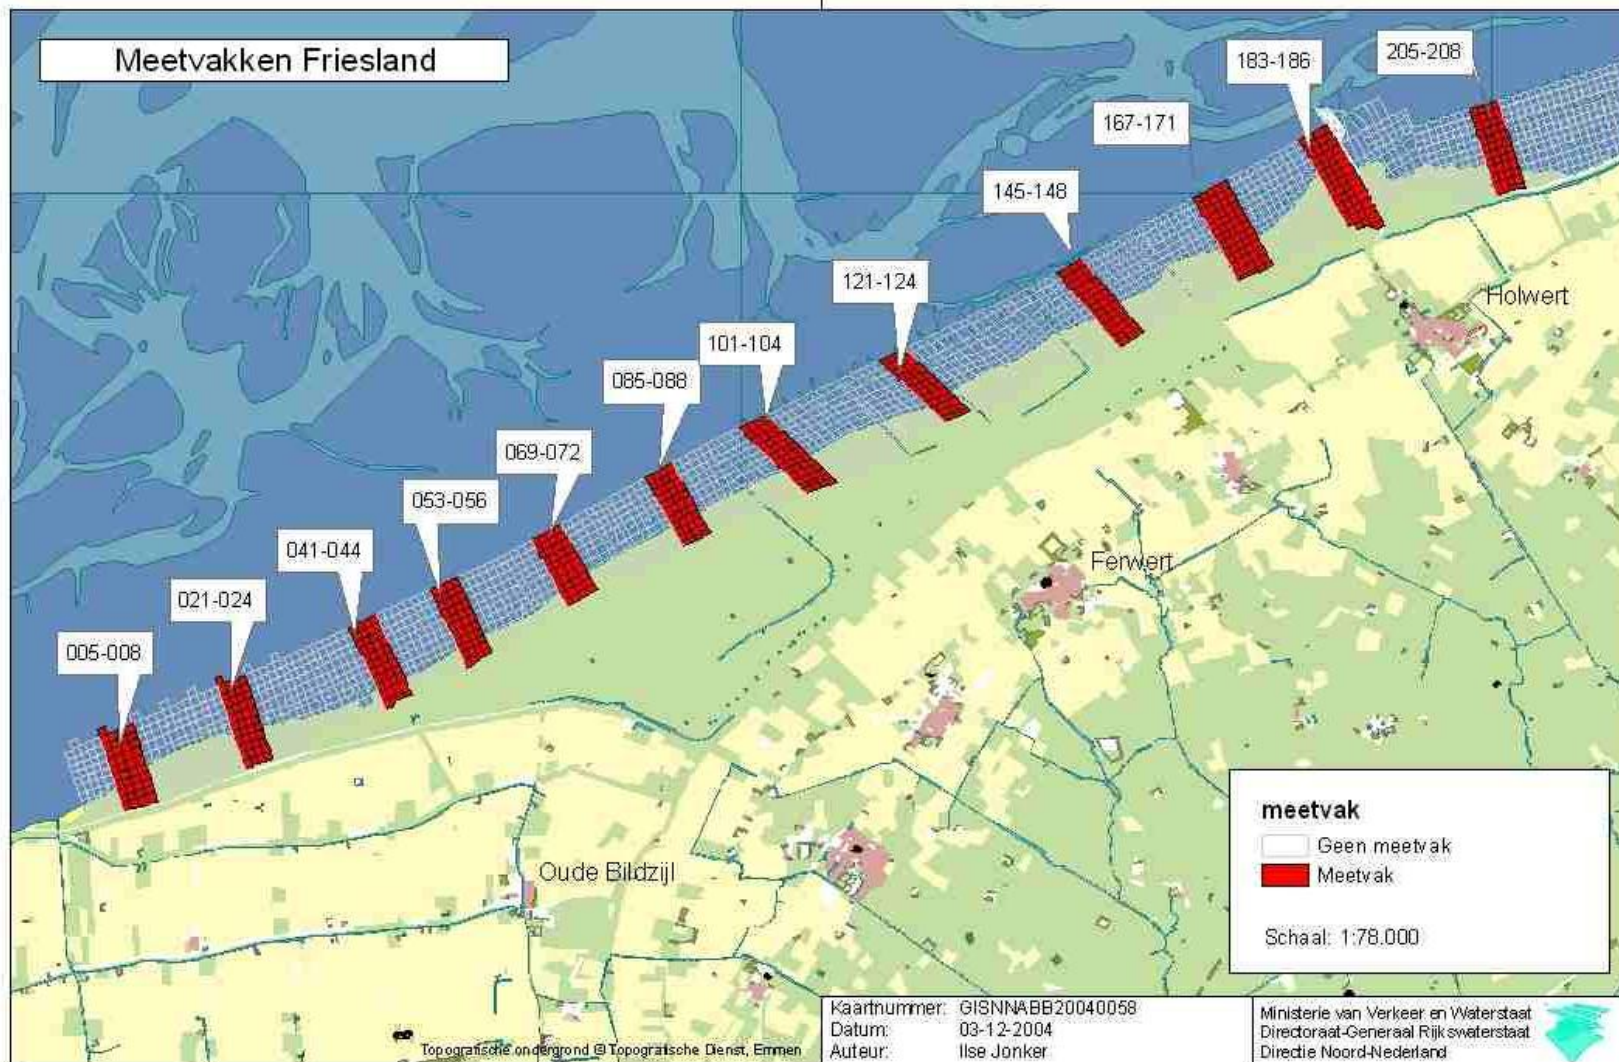 Meetvakken Friesland
205-208
183-186
167-171
145-148
121-124
101-104
085-088
069-072
053-056
041-044
021-024
005-008
Holwert
Ferwert
Oude Bildzijl
meetvak
Geen meetvak
Meetvak
Schaal: 1:78.000
Topografische ondergrond © Topografische Dienst, Emmen
Kaartnummer: GISNNABB20040058
Datum: 03-12-2004
Auteur: Ilse Jonker
Ministerie van Verkeer en Waterstaat
Directoraat-Generaal Rijkswaterstaat
Directie Noord-Nederland